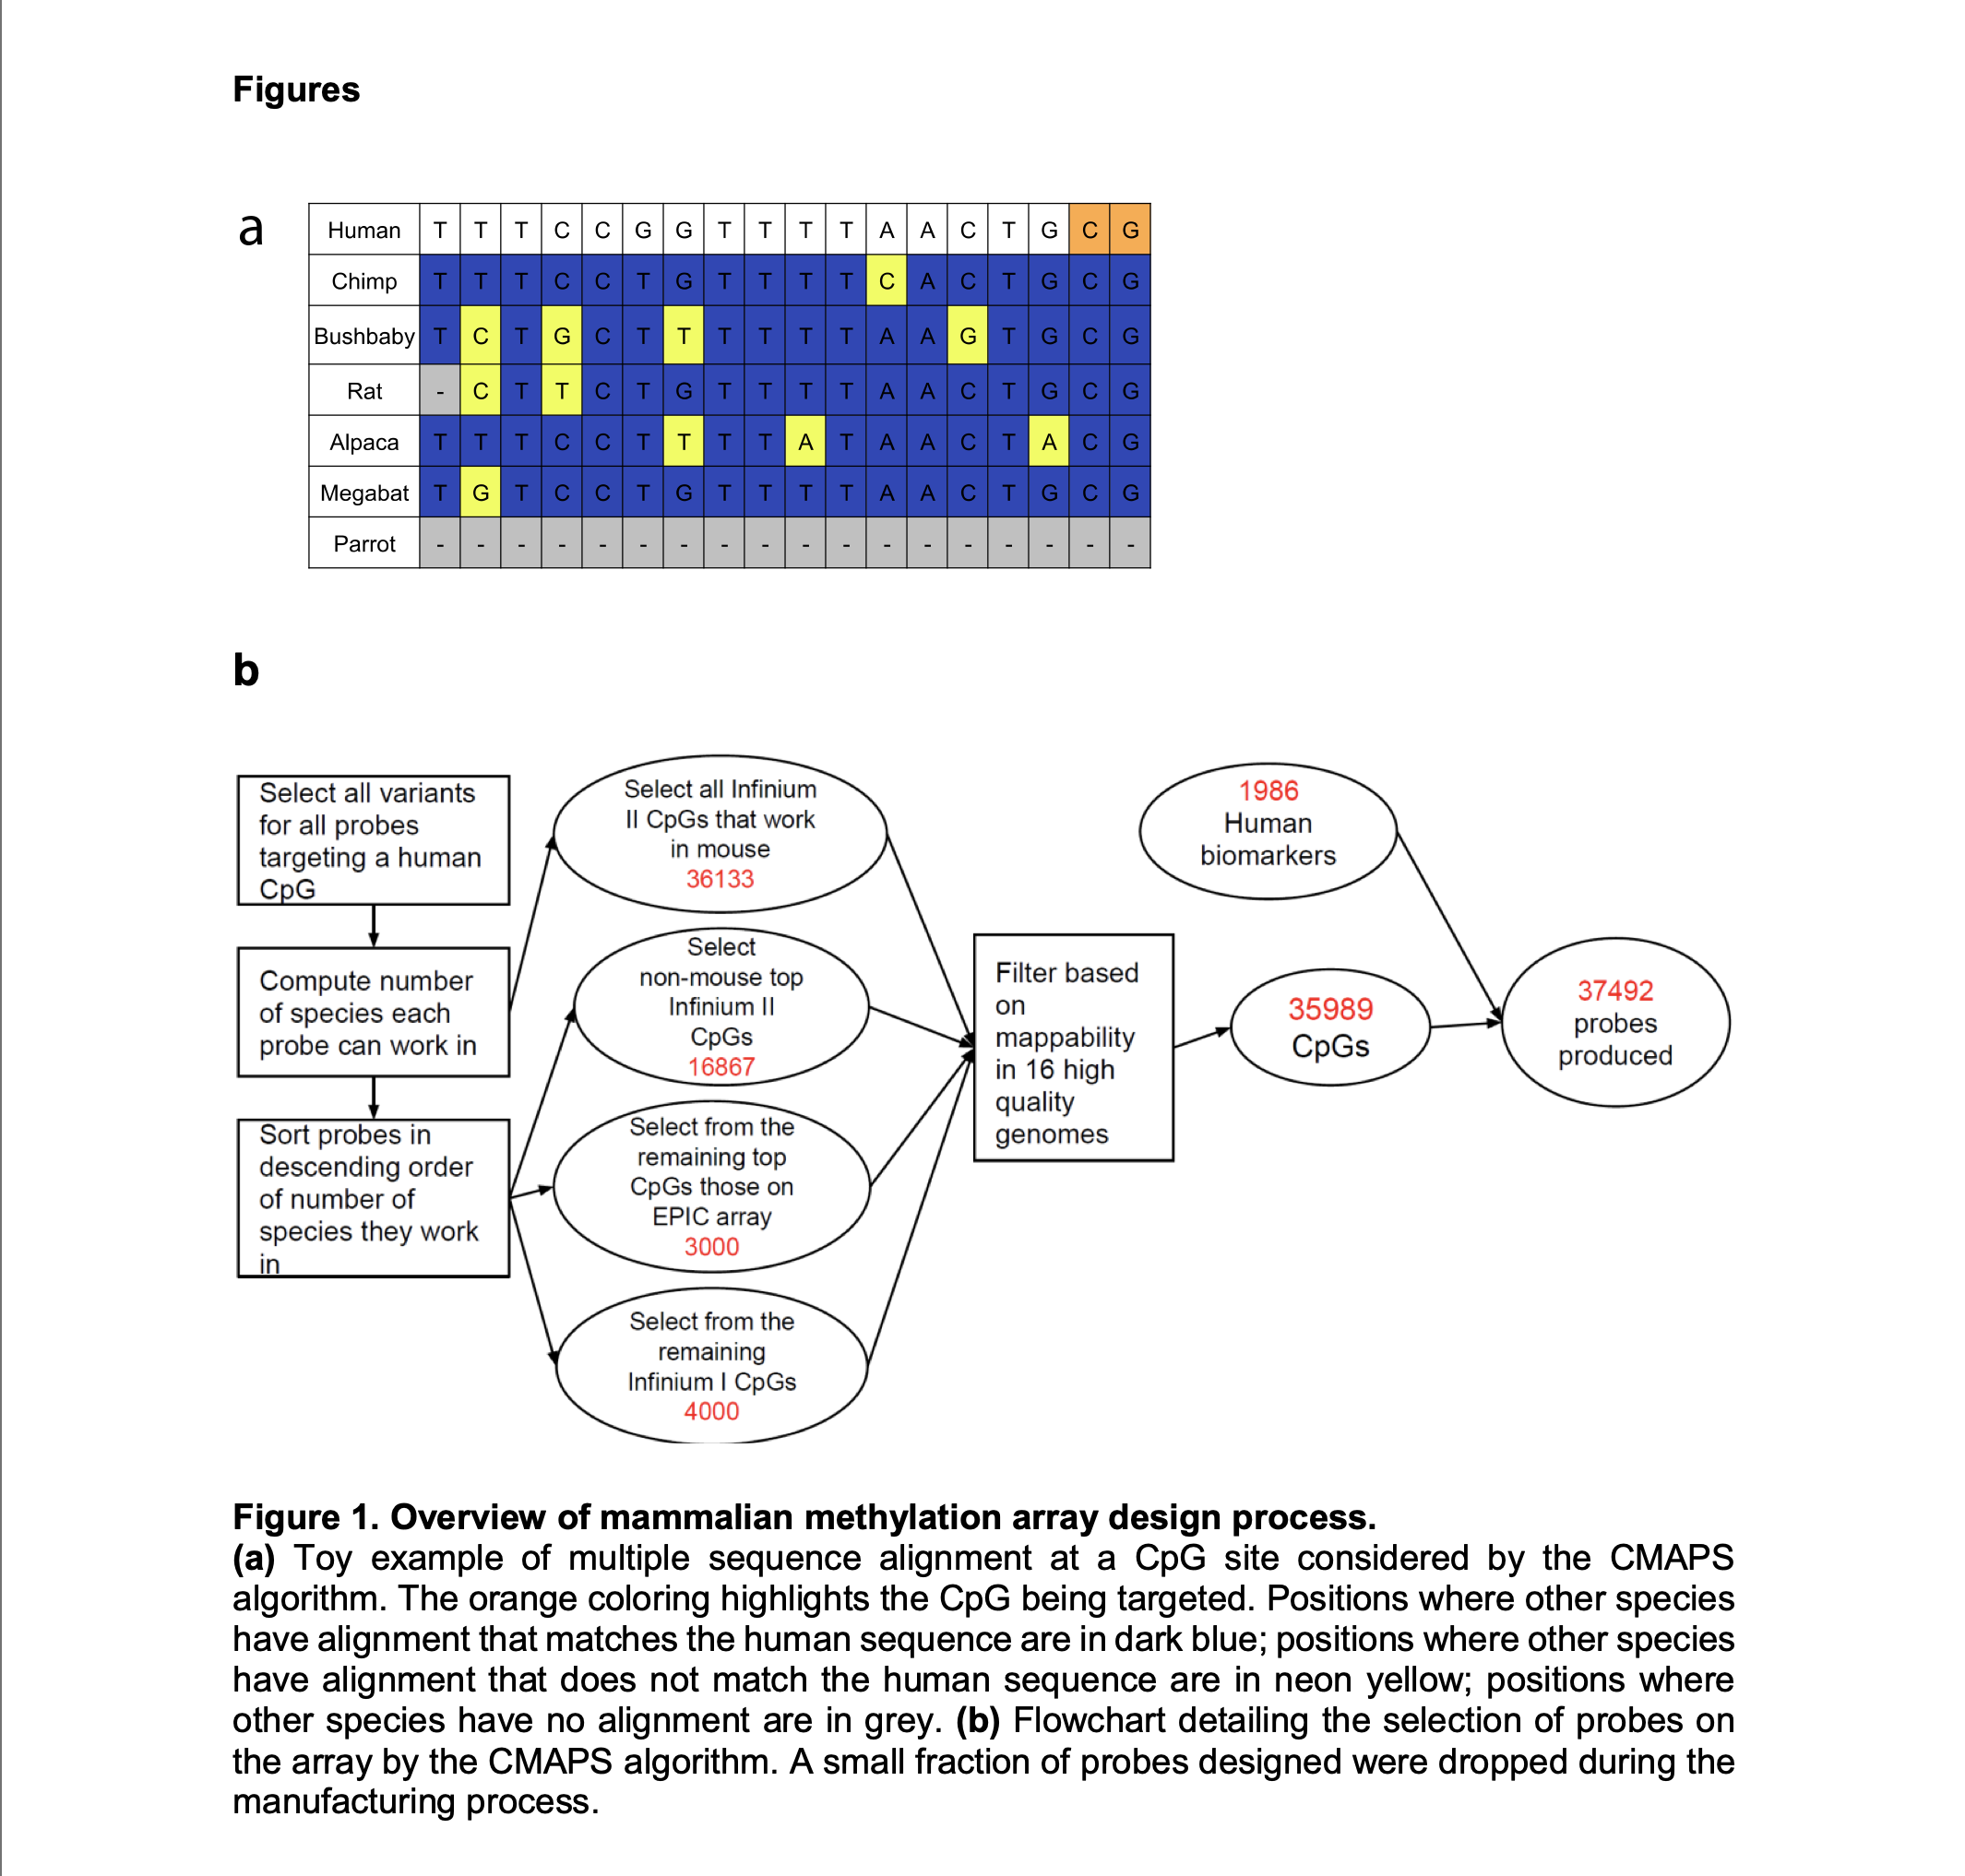 Figures
a
Human T T T C C G G T T T T A A C T G C G
Chimp T T T C C T G T T T T C A C T G C G
Bushbaby T C T G C T T T T T T A A G T G C G
Rat - C T T C T G T T T T A A C T G C G
Alpaca T T T C C T T T T A T A A C T A C G
Megabat T G T C C T G T T T T A A C T G C G
Parrot - - - - - - - - - - - - - - - - - -
b
Select all variants
for all probes
targeting a human
CpG
Compute number
of species each
probe can work in
Sort probes in
descending order
of number of
species they work
in
Select all Infinium
II CpGs that work
in mouse
36133
Select
non-mouse top
Infinium II
CpGs
16867
Select from the
remaining top
CpGs those on
EPIC array
3000
Select from the
remaining
Infinium I CpGs
4000
Filter based
on
mappability
in 16 high
quality
genomes
1986
Human
biomarkers
35989
CpGs
37492
probes
produced
Figure 1. Overview of mammalian methylation array design process.
(a) Toy example of multiple sequence alignment at a CpG site considered by the CMAPS
algorithm. The orange coloring highlights the CpG being targeted. Positions where other species
have alignment that matches the human sequence are in dark blue; positions where other species
have alignment that does not match the human sequence are in neon yellow; positions where
other species have no alignment are in grey. (b) Flowchart detailing the selection of probes on
the array by the CMAPS algorithm. A small fraction of probes designed were dropped during the
manufacturing process.